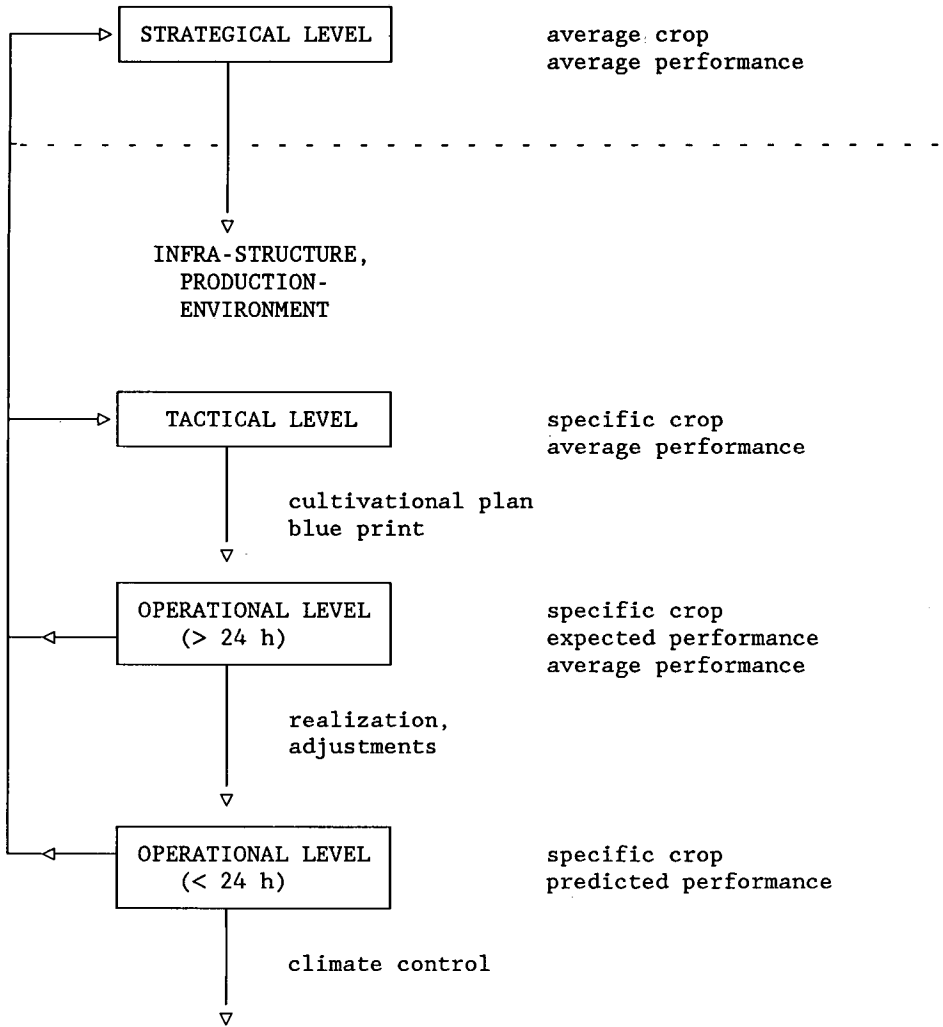 STRATEGICAL LEVEL
average crop
average performance
INFRA-STRUCTURE,
PRODUCTION-
ENVIRONMENT
TACTICAL LEVEL
specific crop
average performance
cultivational plan
blue print
OPERATIONAL LEVEL
(> 24 h)
specific crop
expected performance
average performance
realization,
adjustments
OPERATIONAL LEVEL
(< 24 h)
specific crop
predicted performance
climate control